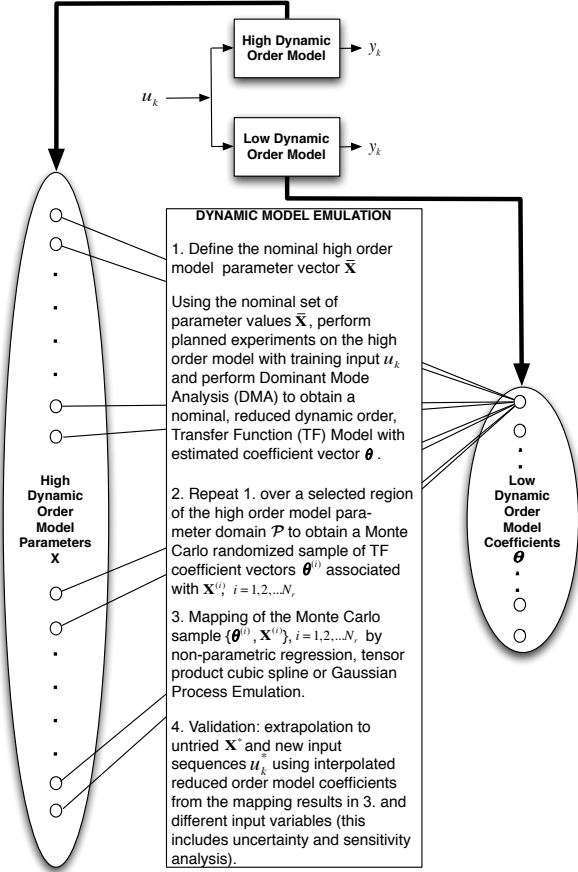 High Dynamic
Order Model
y_k
u_k
Low Dynamic
Order Model
y_k
DYNAMIC MODEL EMULATION
1. Define the nominal high order
model parameter vector X̄
Using the nominal set of
parameter values X̄, perform
planned experiments on the high
order model with training input u_k
and perform Dominant Mode
Analysis (DMA) to obtain a
nominal, reduced dynamic order,
Transfer Function (TF) Model with
estimated coefficient vector θ .
2. Repeat 1. over a selected region
of the high order model para-
meter domain 𝒫 to obtain a Monte
Carlo randomized sample of TF
coefficient vectors θ^(i) associated
with X^(i), i = 1,2,...N_r
3. Mapping of the Monte Carlo
sample {θ^(i), X^(i)}, i = 1,2,...N_r by
non-parametric regression, tensor
product cubic spline or Gaussian
Process Emulation.
4. Validation: extrapolation to
untried X* and new input
sequences u_k* using interpolated
reduced order model coefficients
from the mapping results in 3. and
different input variables (this
includes uncertainty and sensitivity
analysis).
High
Dynamic
Order
Model
Parameters
X
Low
Dynamic
Order
Model
Coefficients
θ